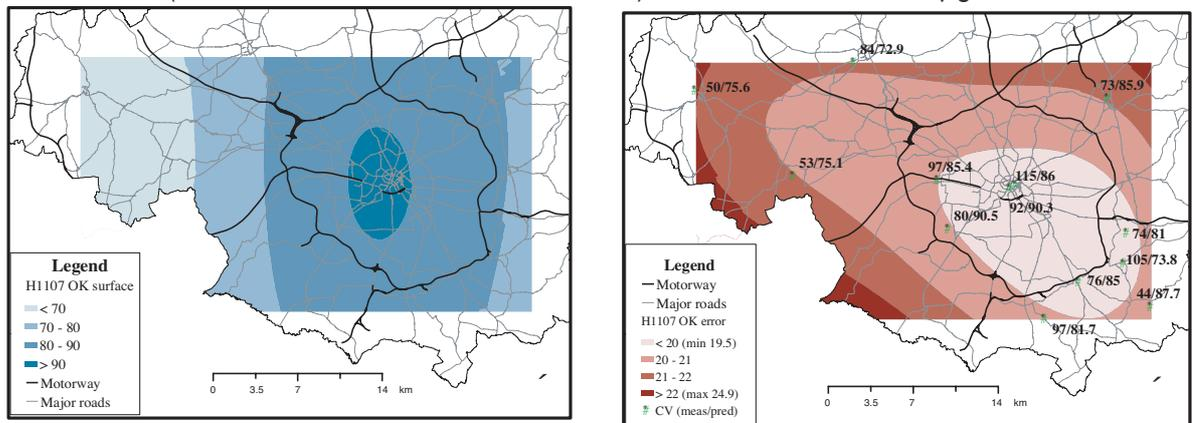 Legend
H1107 OK surface
< 70
70 - 80
80 - 90
> 90
Motorway
Major roads
0 3.5 7 14 km
84/72.9
50/75.6
73/85.9
53/75.1
97/85.4
115/86
92/90.3
80/90.5
74/81
105/73.8
76/85
44/87.7
97/81.7
Legend
Motorway
Major roads
H1107 OK error
< 20 (min 19.5)
20 - 21
21 - 22
> 22 (max 24.9)
CV (meas/pred)
0 3.5 7 14 km